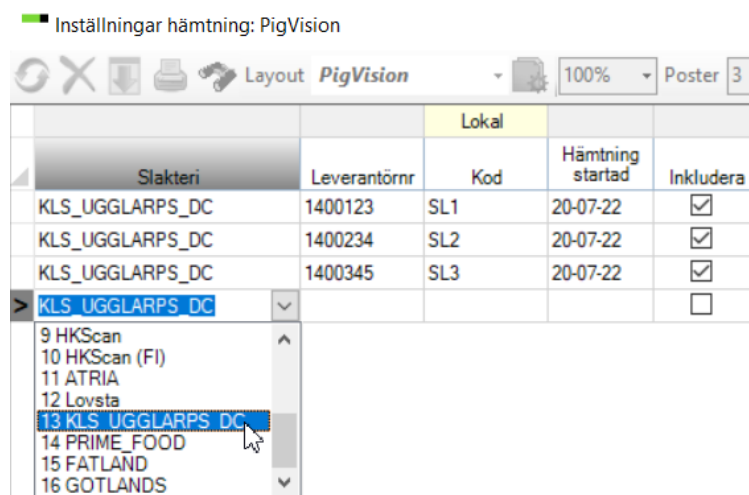 Inställningar hämtning: PigVision
Layout PigVision 100% Poster 3
Lokal
Slakteri Leverantörnr Kod Hämtning startad Inkludera
KLS_UGGLARPS_DC 1400123 SL1 20-07-22
KLS_UGGLARPS_DC 1400234 SL2 20-07-22
KLS_UGGLARPS_DC 1400345 SL3 20-07-22
KLS_UGGLARPS_DC
9 HKScan
10 HKScan (FI)
11 ATRIA
12 Lovsta
13 KLS_UGGLARPS_DC
14 PRIME_FOOD
15 FATLAND
16 GOTLANDS